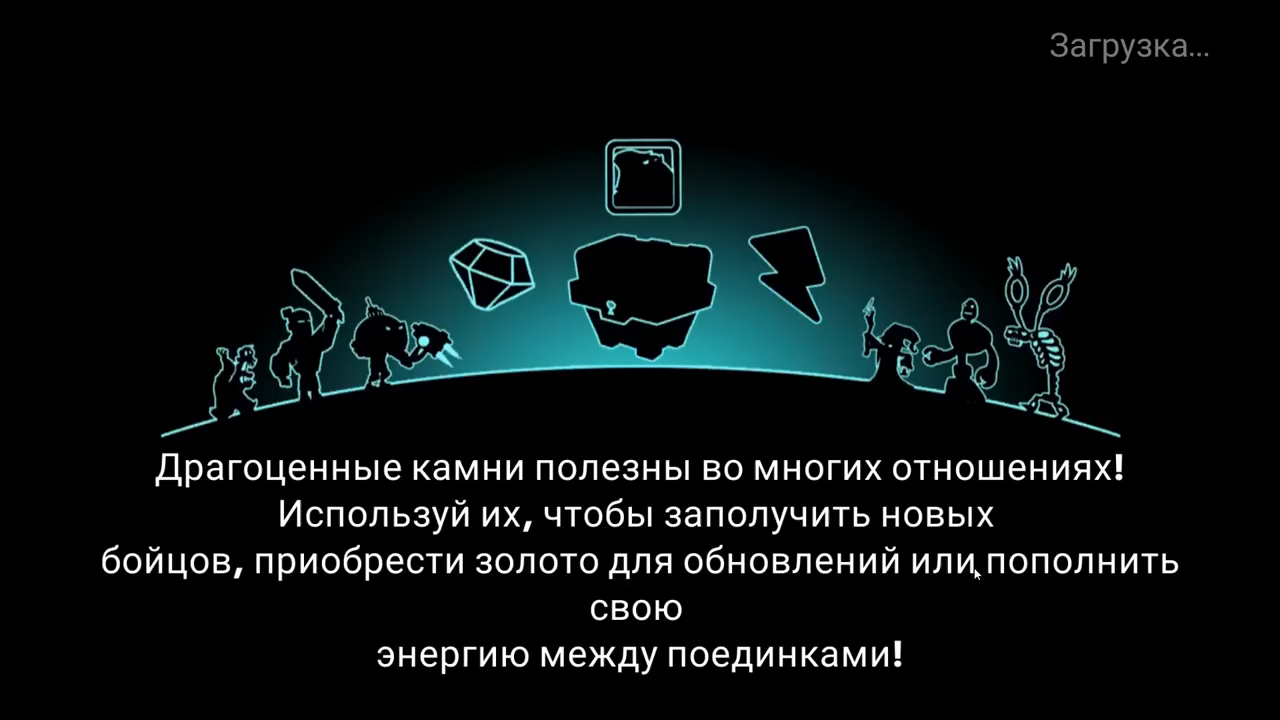 Загрузка...
Драгоценные камни полезны во многих отношениях!
Используй их, чтобы заполучить новых
бойцов, приобрести золото для обновлений или пополнить
свою
энергию между поединками!